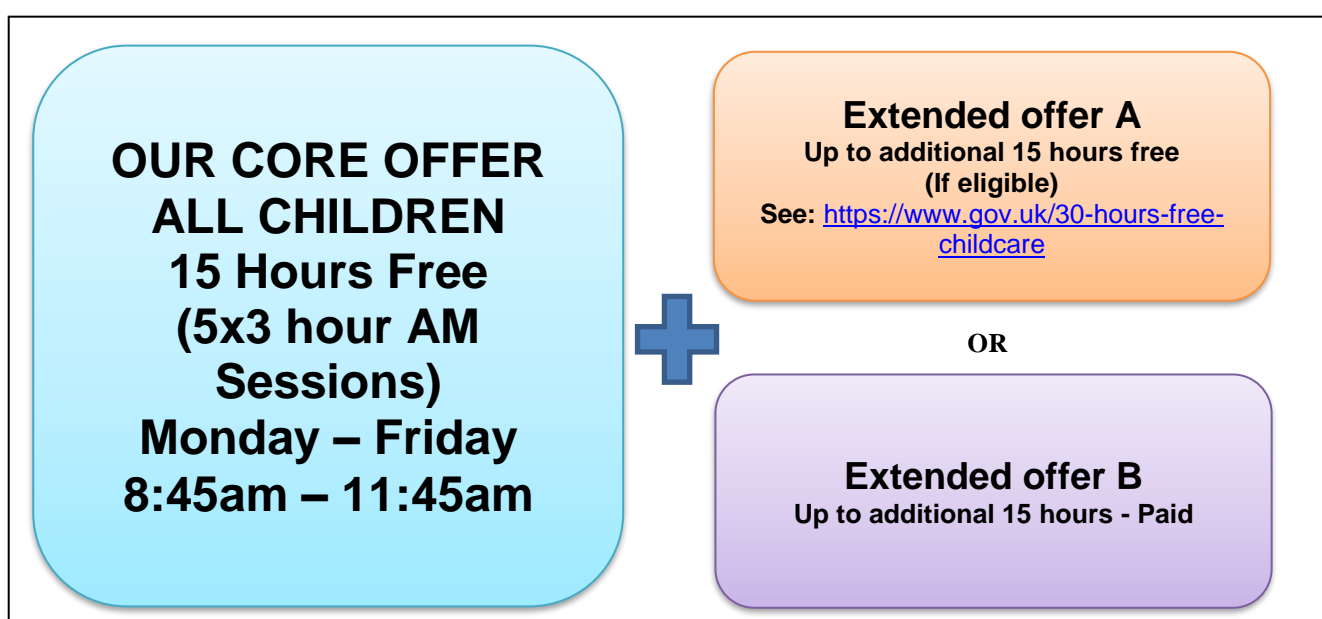 OUR CORE OFFER
ALL CHILDREN
15 Hours Free
(5x3 hour AM
Sessions)
Monday – Friday
8:45am – 11:45am
Extended offer A
Up to additional 15 hours free
(If eligible)
See: https://www.gov.uk/30-hours-free-
childcare
OR
Extended offer B
Up to additional 15 hours - Paid